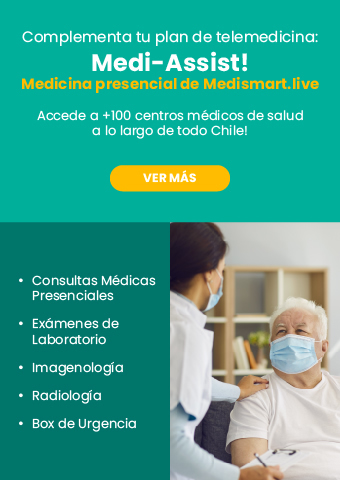 Complementa tu plan de telemedicina:
Medi-Assist!
Medicina presencial de Medismart.live
Accede a +100 centros médicos de salud
a lo largo de todo Chile!
VER MÁS
• Consultas Médicas
Presenciales
• Exámenes de
Laboratorio
• Imagenología
• Radiología
• Box de Urgencia